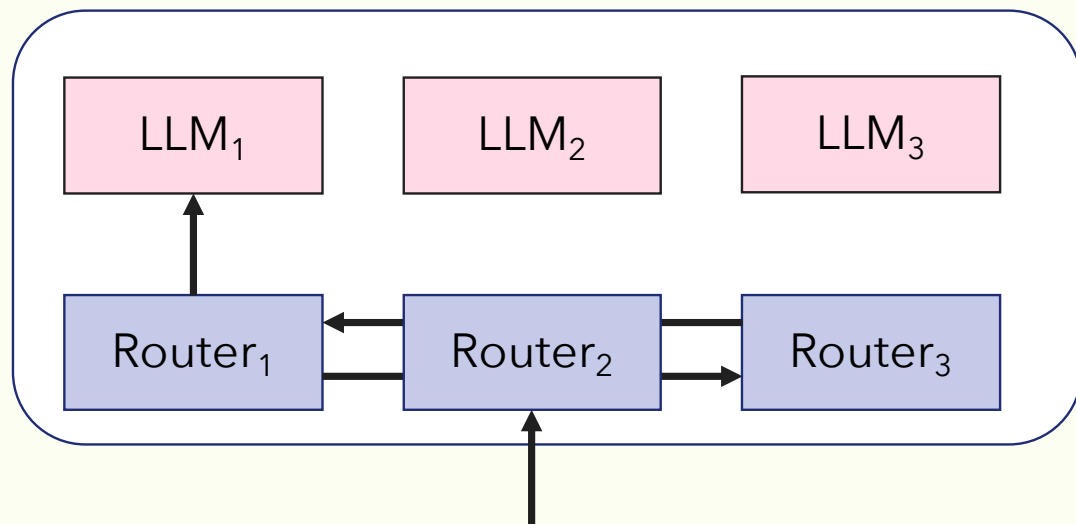 LLM₁
LLM₂
LLM₃
Router₁
Router₂
Router₃